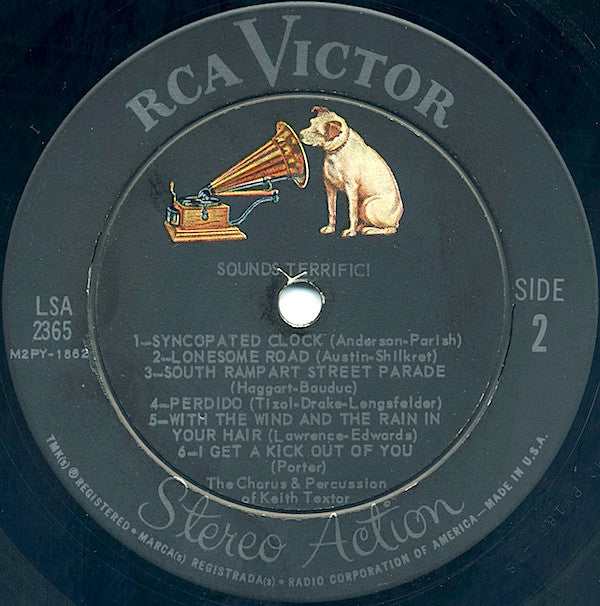 RCA VICTOR
SOUNDS TERRIFIC!
LSA
2365
M2PY-1862
SIDE
2
1—SYNCOPATED CLOCK (Anderson-Parish)
2—LONESOME ROAD (Austin-Shilkret)
3—SOUTH RAMPART STREET PARADE
(Haggart-Bauduc)
4—PERDIDO (Tizol-Drake-Lengsfelder)
5—WITH THE WIND AND THE RAIN IN
YOUR HAIR (Lawrence-Edwards)
6—I GET A KICK OUT OF YOU
(Porter)
The Chorus & Percussion
of Keith Textor
Stereo Action
TMK(s) ® REGISTERED • MARCA(s) REGISTRADA(s) • RADIO CORPORATION OF AMERICA—MADE IN U.S.A.